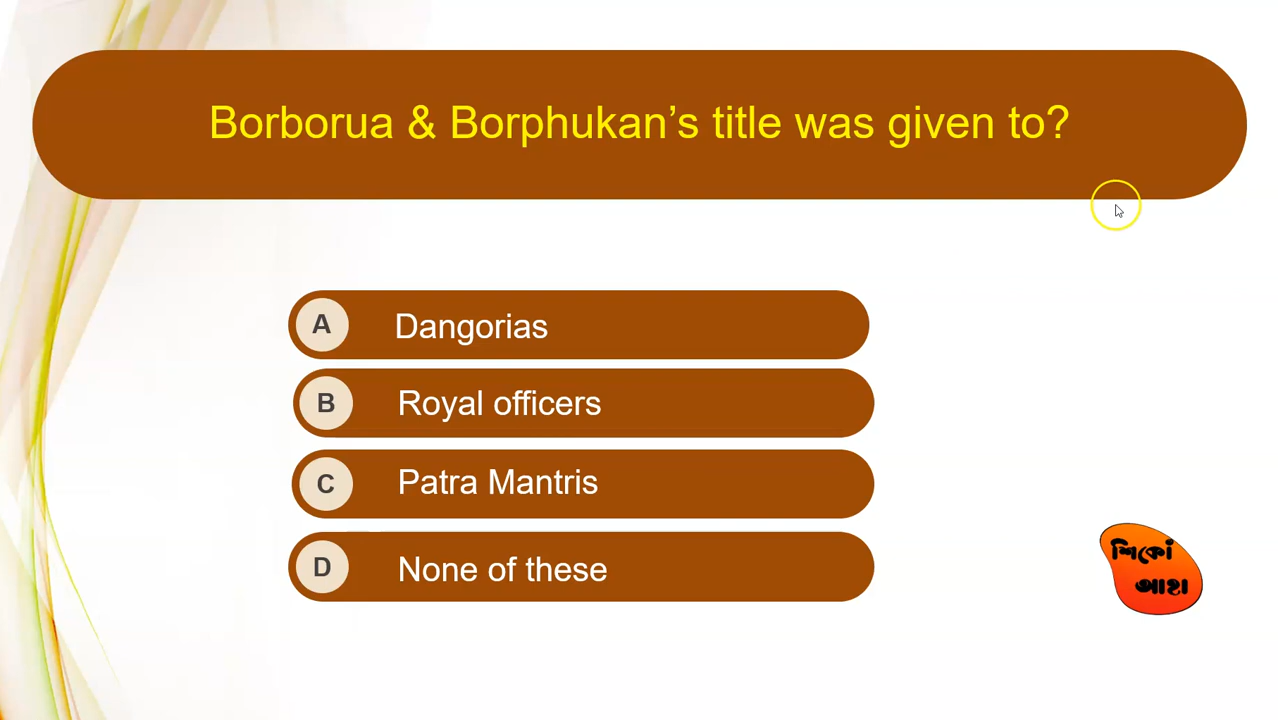 Borborua & Borphukan’s title was given to?
A Dangorias
B Royal officers
C Patra Mantris
D None of these
শিকোঁ
আহা